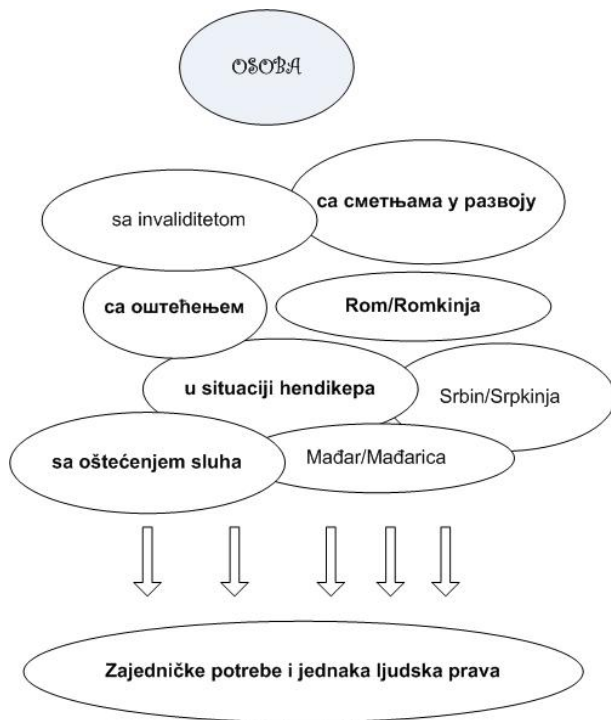 OSOBA
са сметњама у развоју
sa invaliditetom
са оштећењем
Rom/Romkinja
u situaciji hendikepa
Srbin/Srpkinja
sa oštećenjem sluha
Mađar/Mađarica
Zajedničke potrebe i jednaka ljudska prava